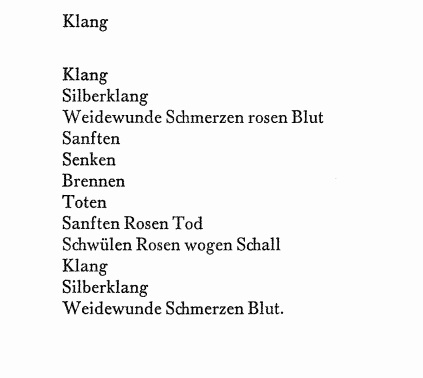 Klang
Klang
Silberklang
Weidewunde Schmerzen rosen Blut
Sanften
Senken
Brennen
Toten
Sanften Rosen Tod
Schwülen Rosen wogen Schall
Klang
Silberklang
Weidewunde Schmerzen Blut.